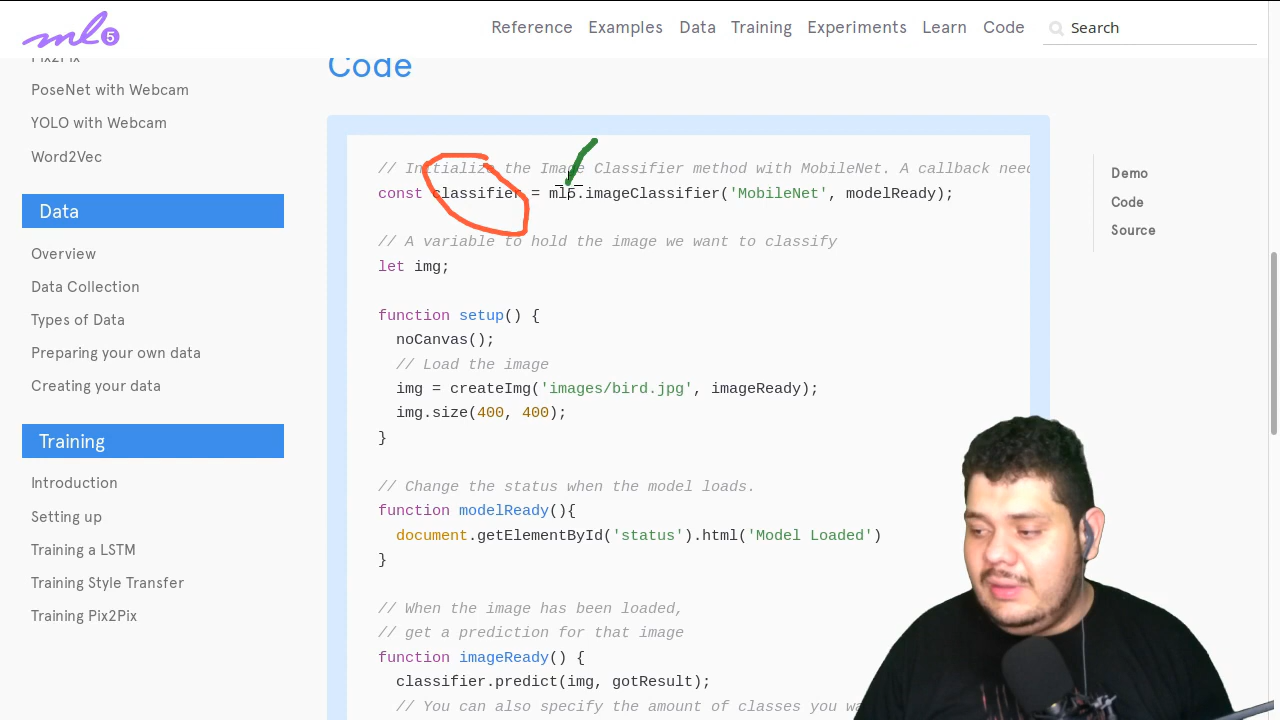 ml5
Reference Examples Data Training Experiments Learn Code Search
Pix2Pix
PoseNet with Webcam
YOLO with Webcam
Word2Vec
Data
Overview
Data Collection
Types of Data
Preparing your own data
Creating your data
Training
Introduction
Setting up
Training a LSTM
Training Style Transfer
Training Pix2Pix
Code
// Initialize the Image Classifier method with MobileNet. A callback need
const classifier = ml5.imageClassifier('MobileNet', modelReady);
// A variable to hold the image we want to classify
let img;
function setup() {
noCanvas();
// Load the image
img = createImg('images/bird.jpg', imageReady);
img.size(400, 400);
}
// Change the status when the model loads.
function modelReady(){
document.getElementById('status').html('Model Loaded')
}
// When the image has been loaded,
// get a prediction for that image
function imageReady() {
classifier.predict(img, gotResult);
// You can also specify the amount of classes you
Demo
Code
Source